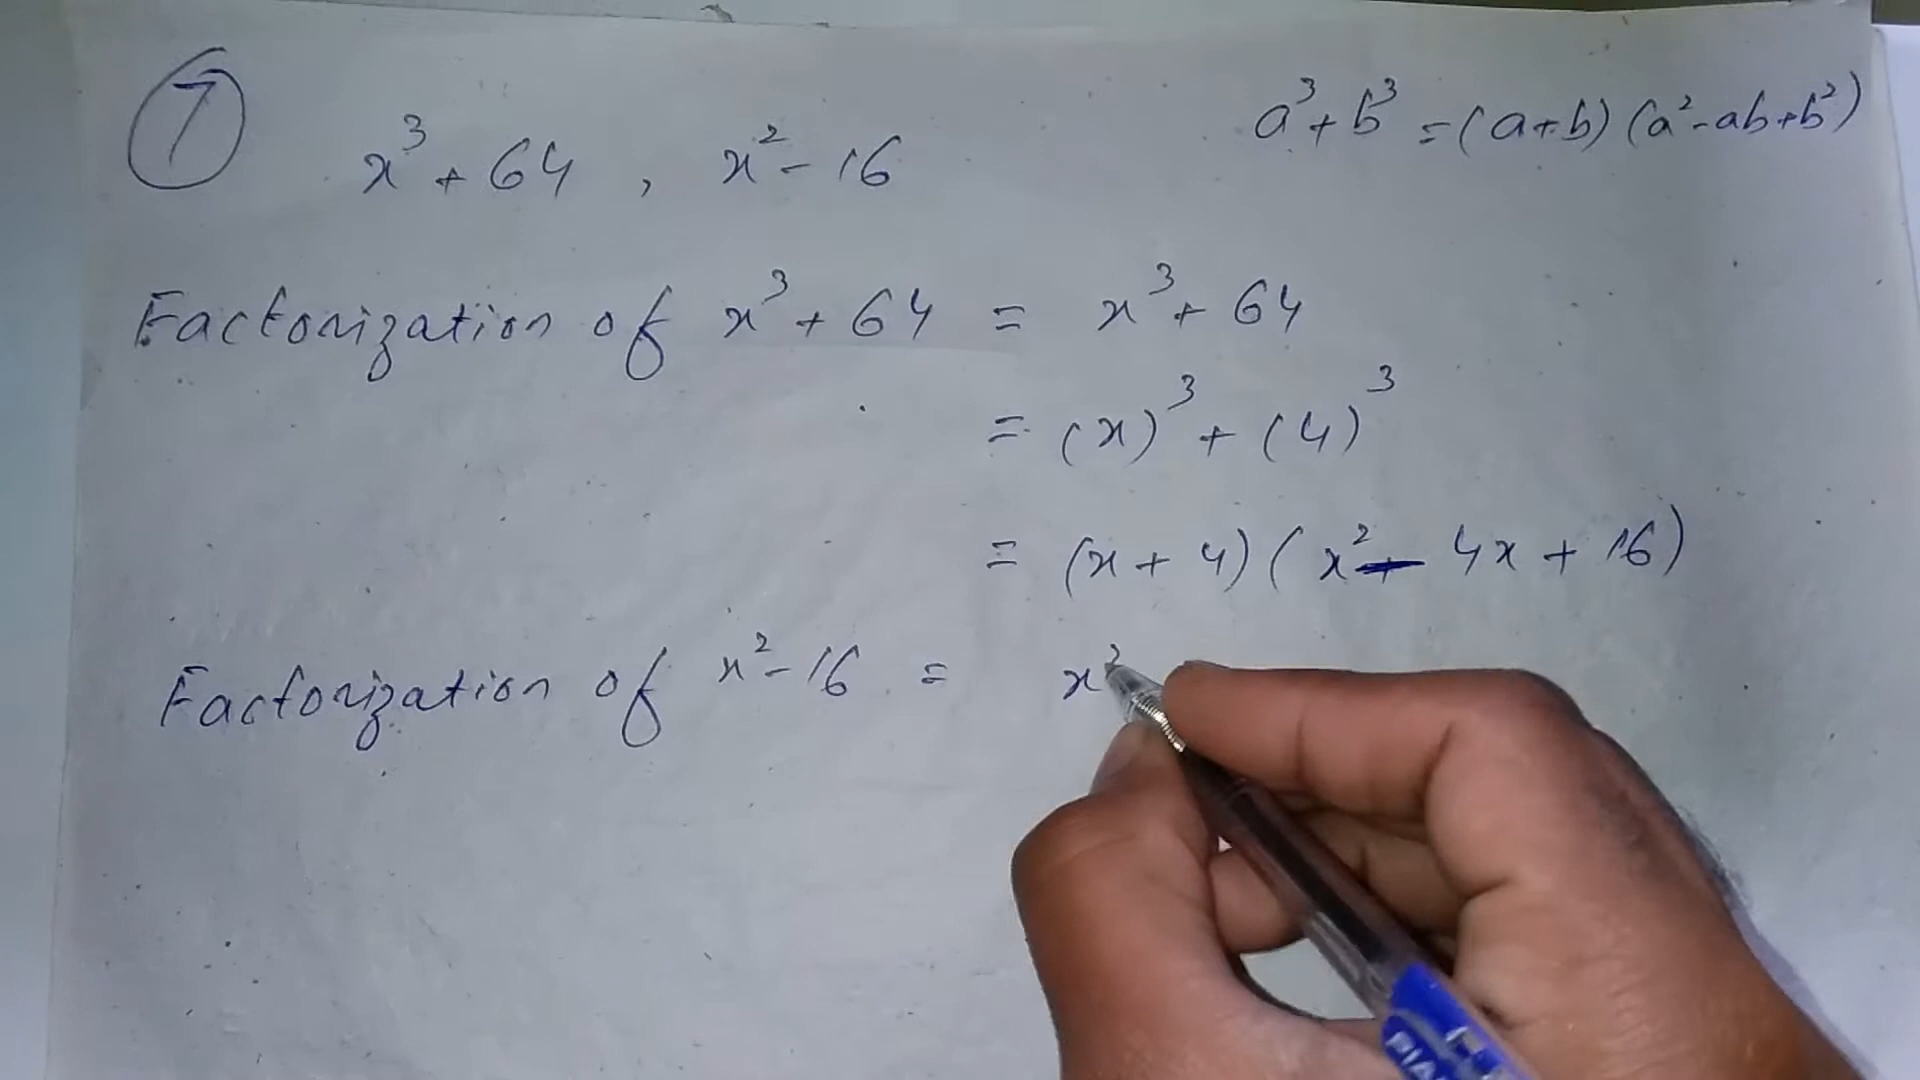 7
x³ + 64 , x² - 16
a³ + b³ = (a + b) (a² - ab + b²)
Factorization of x³ + 64 = x³ + 64
= (x)³ + (4)³
= (x + 4) (x² - 4x + 16)
Factorization of x² - 16 = x²